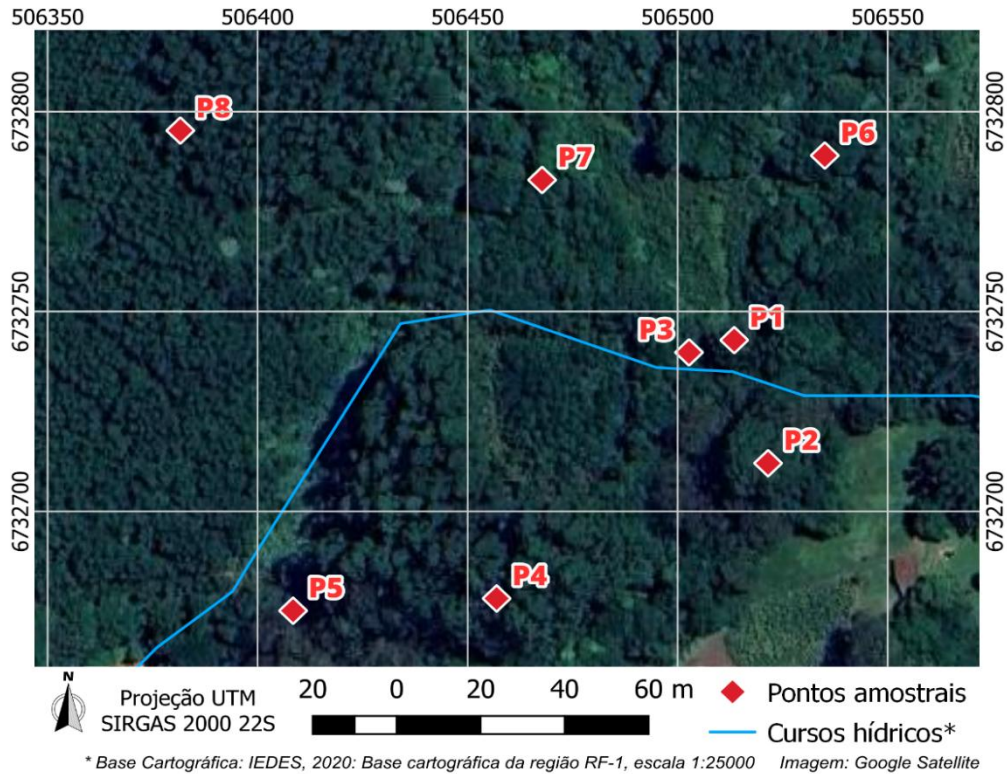 506350 506400 506450 506500 506550
6732800 6732800
P8
P6
P7
6732750 6732750
P1
P3
P2
6732700 6732700
P5
P4
N
Projeção UTM
SIRGAS 2000 22S
20 0 20 40 60 m
Pontos amostrais
Cursos hídricos*
* Base Cartográfica: IEDES, 2020: Base cartográfica da região RF-1, escala 1:25000 Imagem: Google Satellite